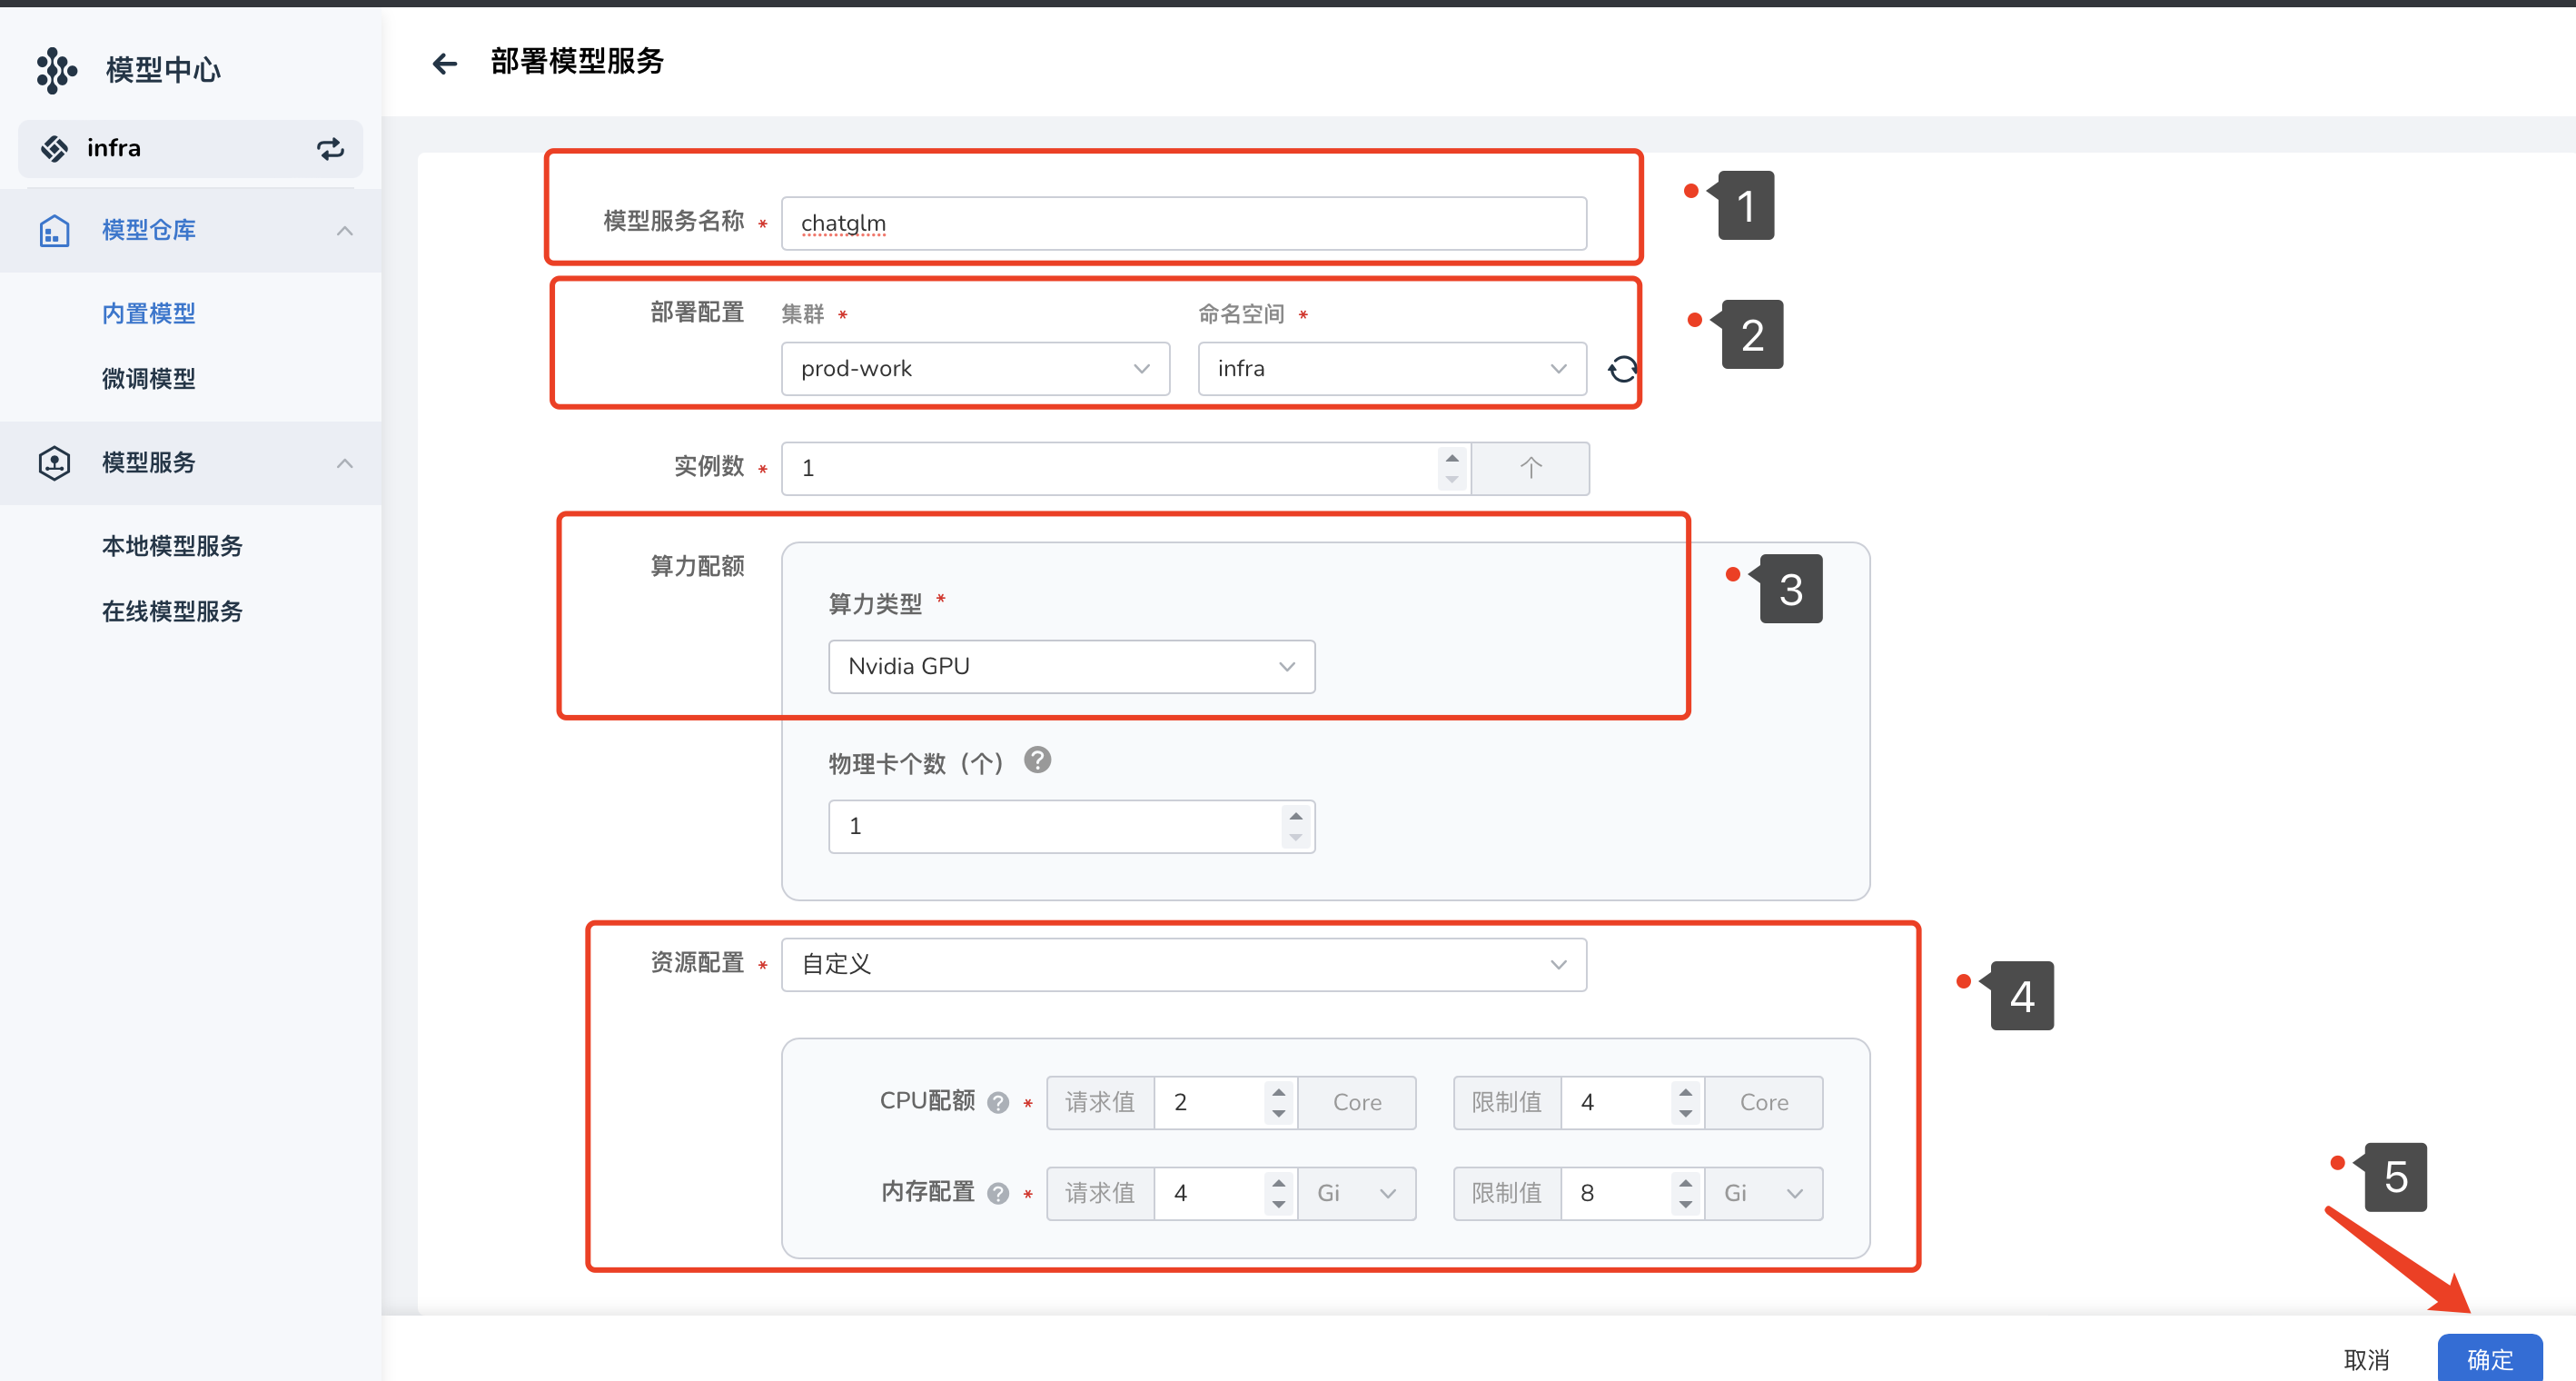 模型中心
infra
模型仓库
内置模型
微调模型
模型服务
本地模型服务
在线模型服务
部署模型服务
模型服务名称 * chatglm
1
部署配置 集群 * 命名空间 *
prod-work infra
2
实例数 * 1 个
算力配额
算力类型 *
Nvidia GPU
3
物理卡个数（个） ?
1
资源配置 * 自定义
4
CPU配额 ? * 请求值 2 Core 限制值 4 Core
内存配置 ? * 请求值 4 Gi 限制值 8 Gi
5
取消 确定